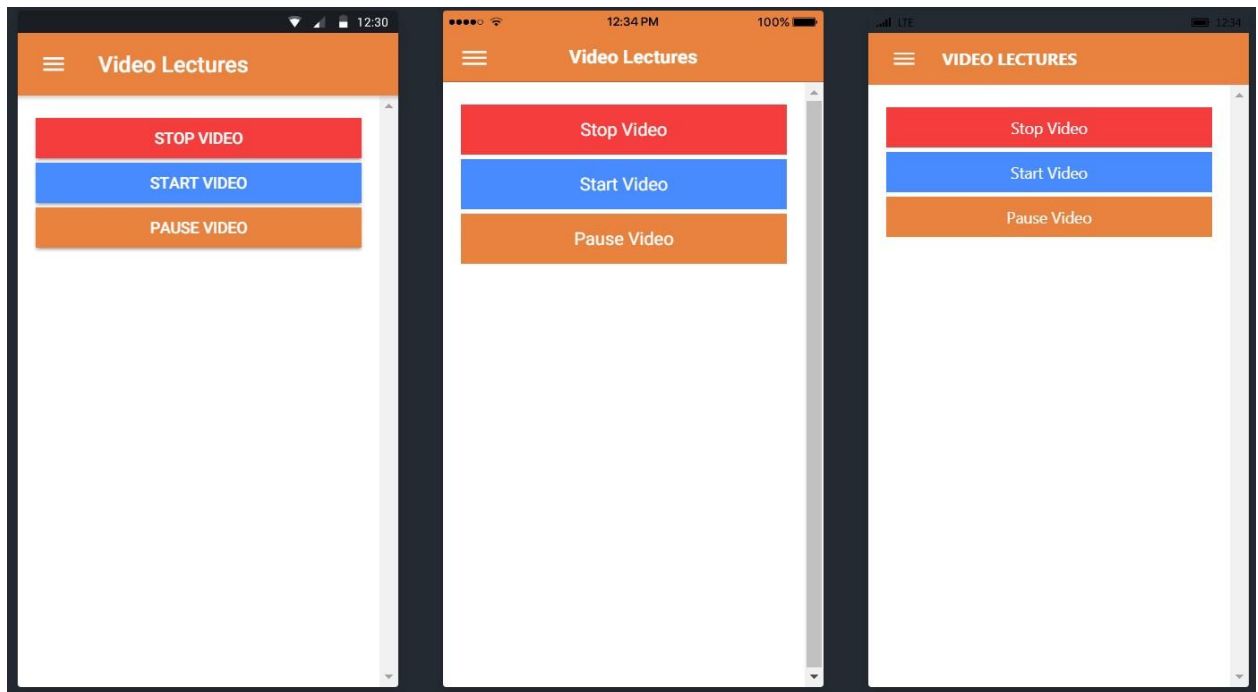 12:30
Video Lectures
STOP VIDEO
START VIDEO
PAUSE VIDEO
12:34 PM
100%
Video Lectures
Stop Video
Start Video
Pause Video
LTE
12:34
VIDEO LECTURES
Stop Video
Start Video
Pause Video